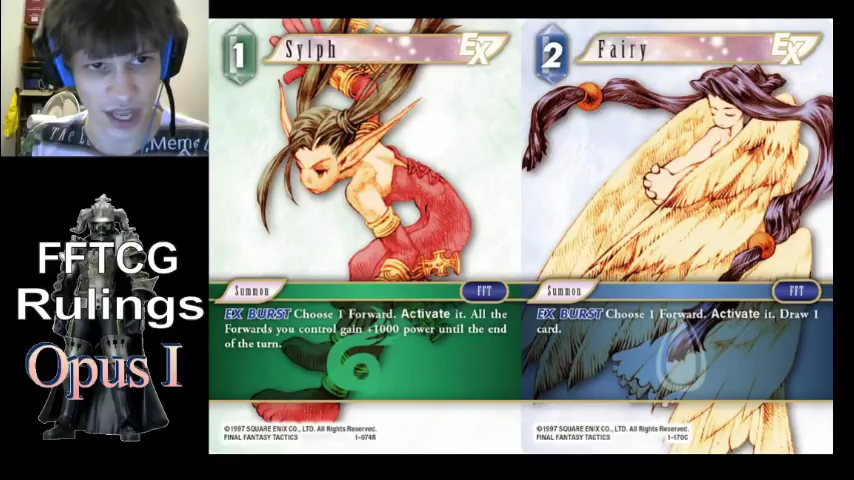 Meme
FFTCG
Rulings
Opus I
1
Sylph
EX
Summon
FFT
EX BURST Choose 1 Forward. Activate it. All the
Forwards you control gain +1000 power until the end
of the turn.
©1997 SQUARE ENIX CO., LTD. All Rights Reserved.
FINAL FANTASY TACTICS
1-074R
2
Fairy
EX
Summon
FFT
EX BURST Choose 1 Forward. Activate it. Draw 1
card.
©1997 SQUARE ENIX CO., LTD. All Rights Reserved.
FINAL FANTASY TACTICS
1-170C